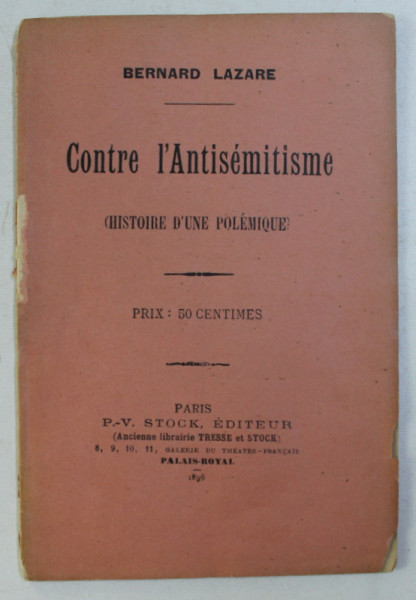 BERNARD LAZARE
Contre l'Antisémitisme
(HISTOIRE D'UNE POLÉMIQUE)
PRIX : 50 CENTIMES
PARIS
P.-V. STOCK, ÉDITEUR
(Ancienne librairie TRESSE et STOCK)
8, 9, 10, 11, GALERIE DU THÉATRE-FRANÇAIS
PALAIS-ROYAL
1896